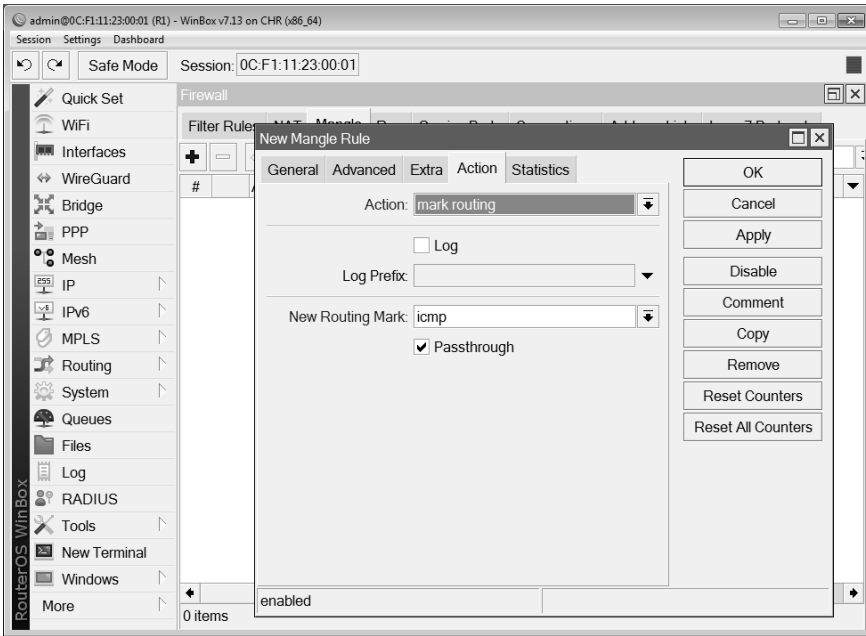 admin@0C:F1:11:23:00:01 (R1) - WinBox v7.13 on CHR (x86_64)
Session Settings Dashboard
Safe Mode Session: 0C:F1:11:23:00:01
Quick Set
WiFi
Interfaces
WireGuard
Bridge
PPP
Mesh
IP
IPv6
MPLS
Routing
System
Queues
Files
Log
RADIUS
Tools
New Terminal
Windows
More
RouterOS WinBox
Firewall
Filter Rules NAT Mangle
#
0 items
New Mangle Rule
General Advanced Extra Action Statistics
Action: mark routing
Log
Log Prefix:
New Routing Mark: icmp
Passthrough
enabled
OK
Cancel
Apply
Disable
Comment
Copy
Remove
Reset Counters
Reset All Counters